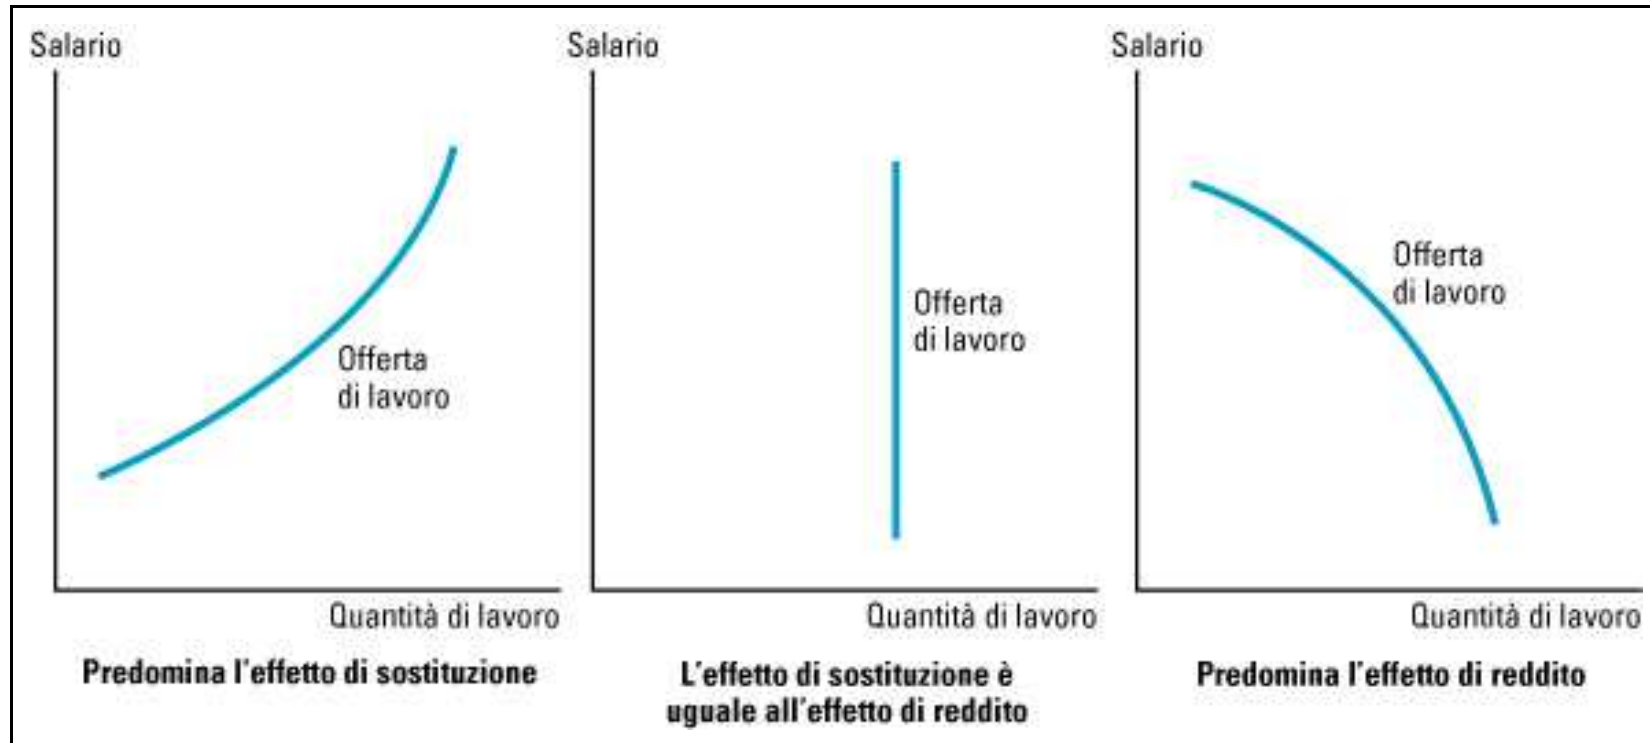 Salario
Offerta
di lavoro
Quantità di lavoro
Predomina l'effetto di sostituzione
Salario
Offerta
di lavoro
Quantità di lavoro
L'effetto di sostituzione è
uguale all'effetto di reddito
Salario
Offerta
di lavoro
Quantità di lavoro
Predomina l'effetto di reddito